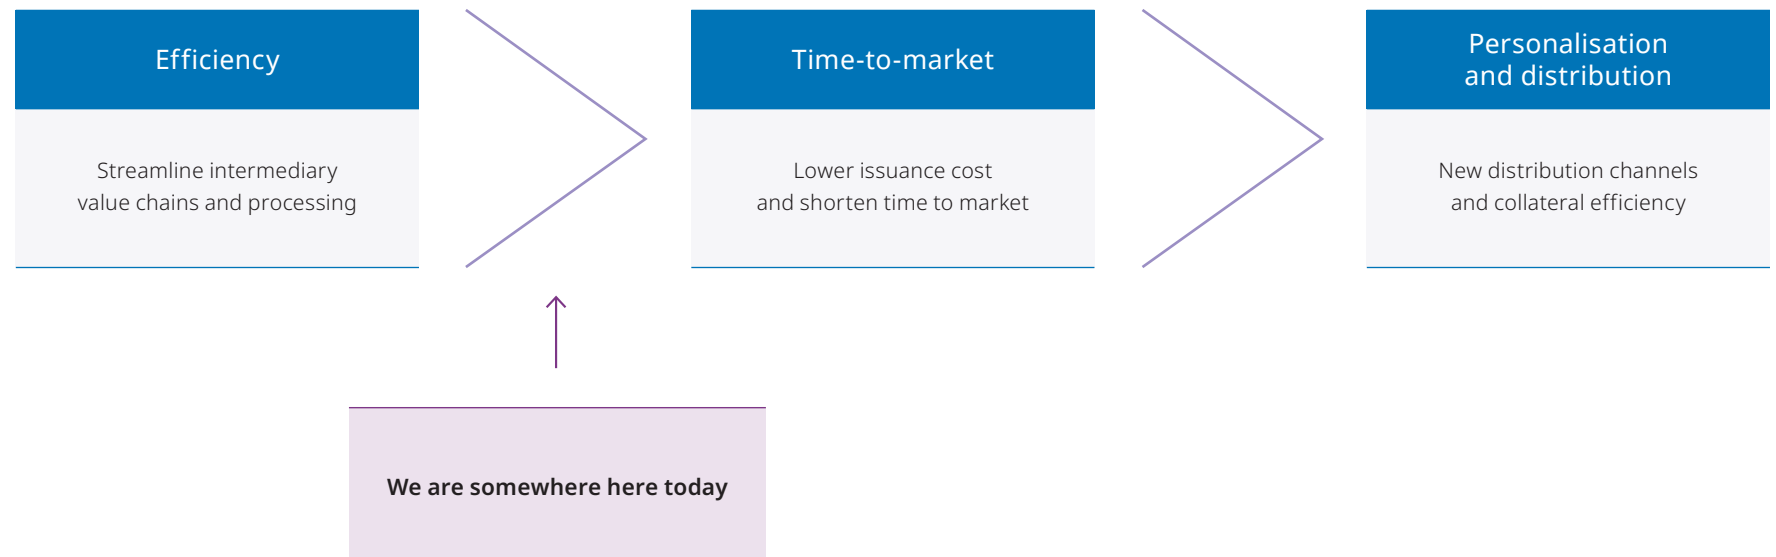 Efficiency
Streamline intermediary
value chains and processing
Time-to-market
Lower issuance cost
and shorten time to market
Personalisation
and distribution
New distribution channels
and collateral efficiency
We are somewhere here today